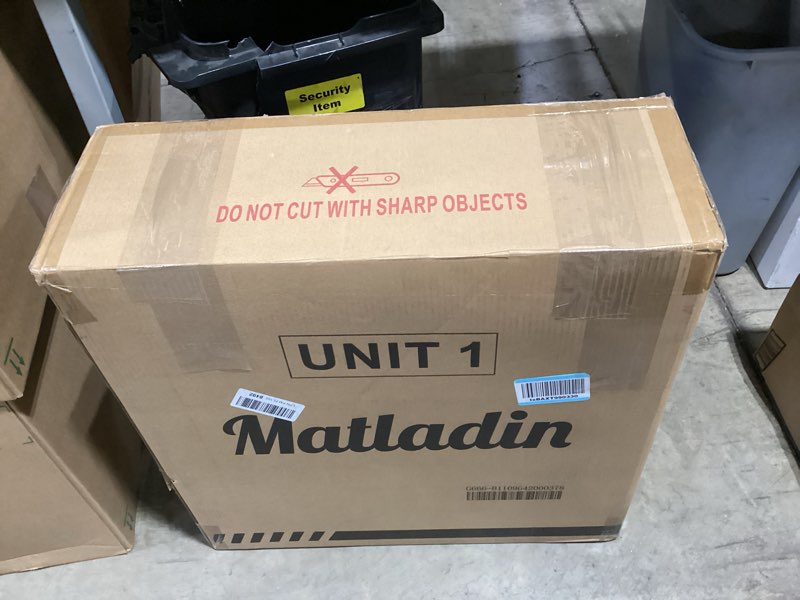 Security
Item
DO NOT CUT WITH SHARP OBJECTS
UNIT 1
Matladin